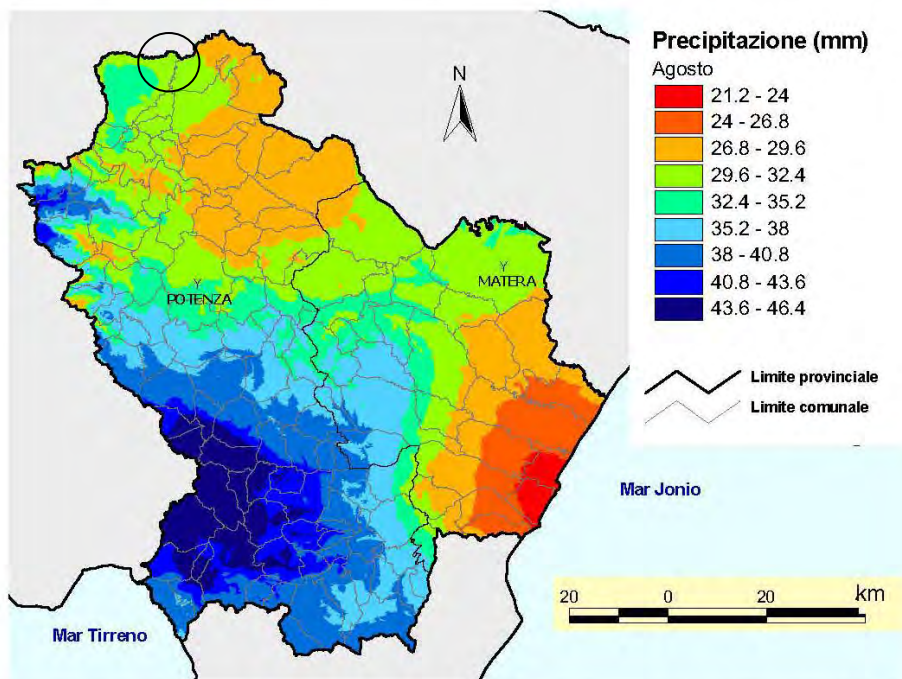 Precipitazione (mm)
Agosto
21.2 - 24
24 - 26.8
26.8 - 29.6
29.6 - 32.4
32.4 - 35.2
35.2 - 38
38 - 40.8
40.8 - 43.6
43.6 - 46.4
N
Y
POTENZA
Y
MATERA
Limite provinciale
Limite comunale
Mar Jonio
Mar Tirreno
20 0 20 km